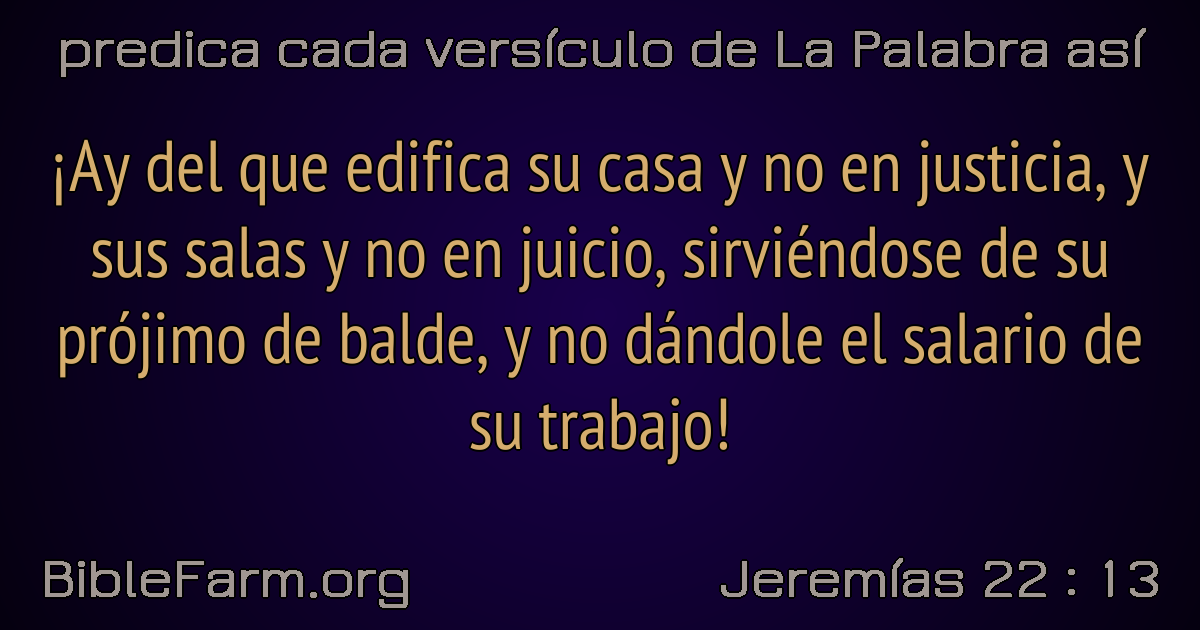 predica cada versículo de La Palabra así
¡Ay del que edifica su casa y no en justicia, y
sus salas y no en juicio, sirviéndose de su
prójimo de balde, y no dándole el salario de
su trabajo!
BibleFarm.org
Jeremías 22 : 13